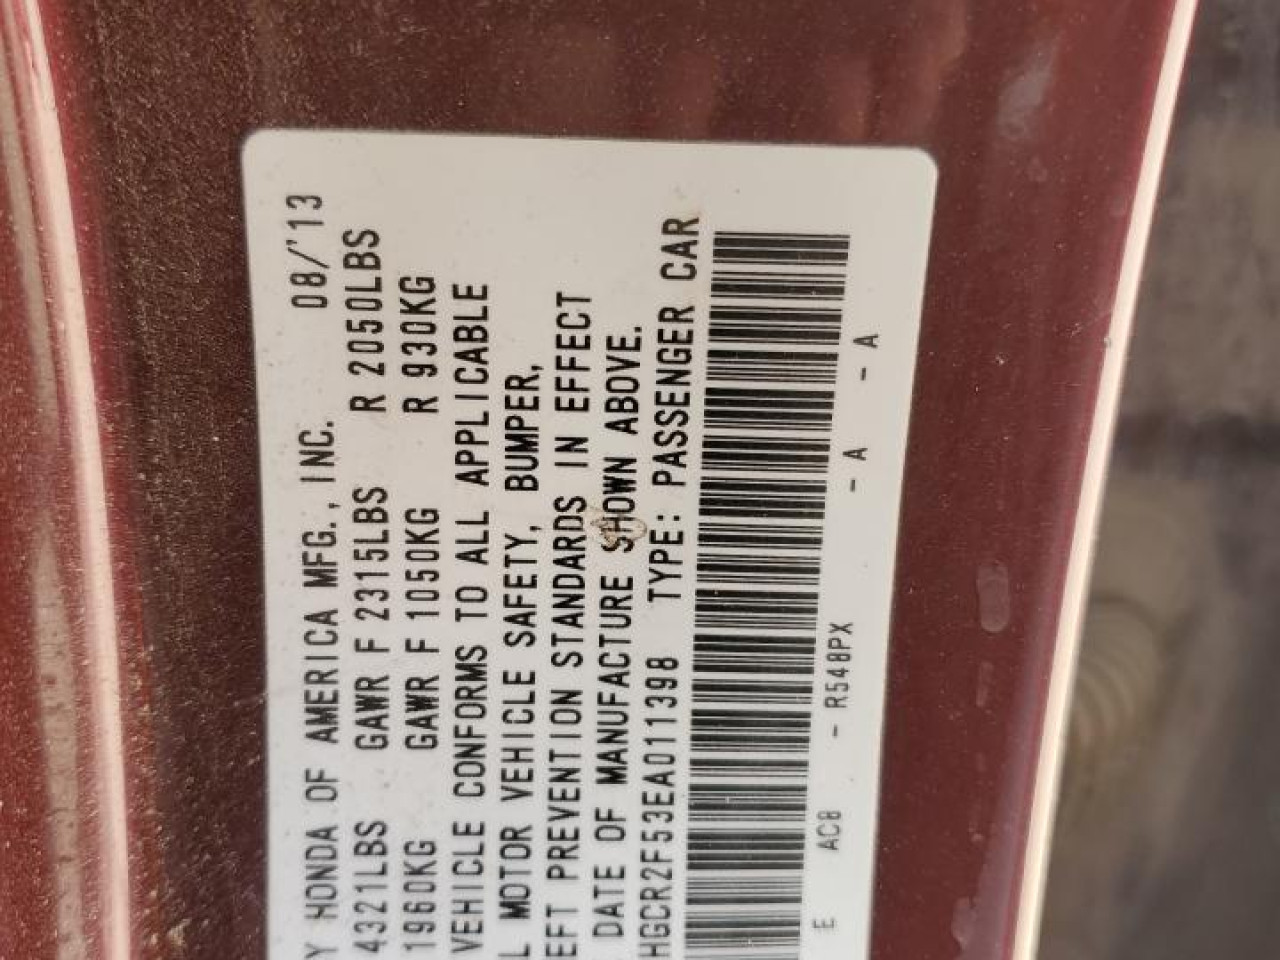 Y HONDA OF AMERICA MFG., INC. 08/'13
4321LBS GAWR F 2315LBS R 2050LBS
1960KG GAWR F 1050KG R 930KG
VEHICLE CONFORMS TO ALL APPLICABLE
L MOTOR VEHICLE SAFETY, BUMPER,
EFT PREVENTION STANDARDS IN EFFECT
DATE OF MANUFACTURE SHOWN ABOVE.
HGCR2F53EA011398 TYPE: PASSENGER CAR
E AC8 - R548PX - A - A